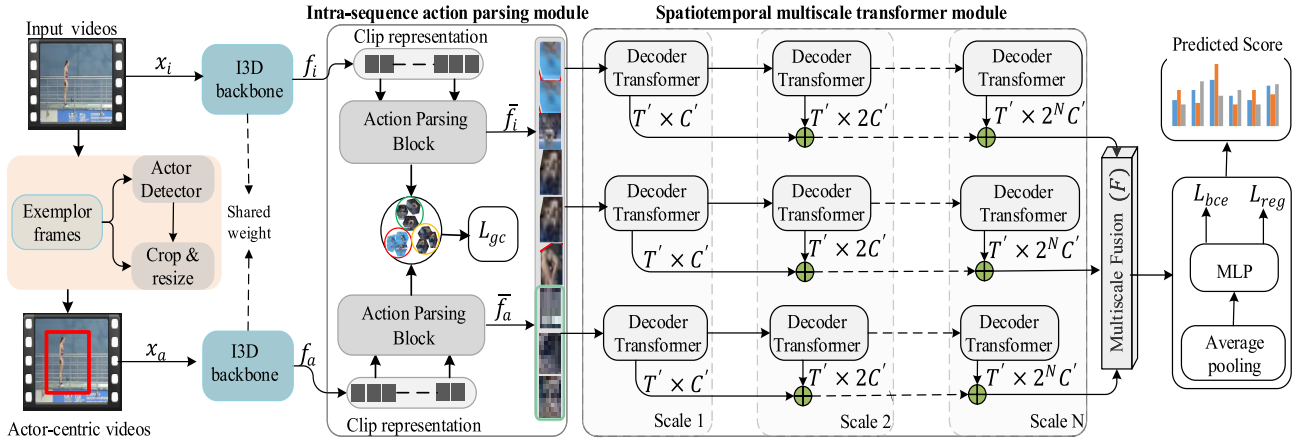 Intra-sequence action parsing module
Spatiotemporal multiscale transformer module
Input videos
x_i
I3D
backbone
f_i
Exemplor
frames
Actor
Detector
Crop &
resize
Shared
weight
Actor-centric videos
x_a
I3D
backbone
f_a
Clip representation
Action Parsing
Block
f̅_i
L_gc
Action Parsing
Block
f̅_a
Clip representation
Decoder
Transformer
T′ × C′
Decoder
Transformer
T′ × 2C′
Decoder
Transformer
T′ × 2^N C′
Decoder
Transformer
T′ × C′
Decoder
Transformer
T′ × 2C′
Decoder
Transformer
T′ × 2^N C′
Decoder
Transformer
T′ × C′
Decoder
Transformer
T′ × 2C′
Decoder
Transformer
T′ × 2^N C′
Scale 1
Scale 2
Scale N
Multiscale Fusion (F)
Predicted Score
L_bce
L_reg
MLP
Average
pooling